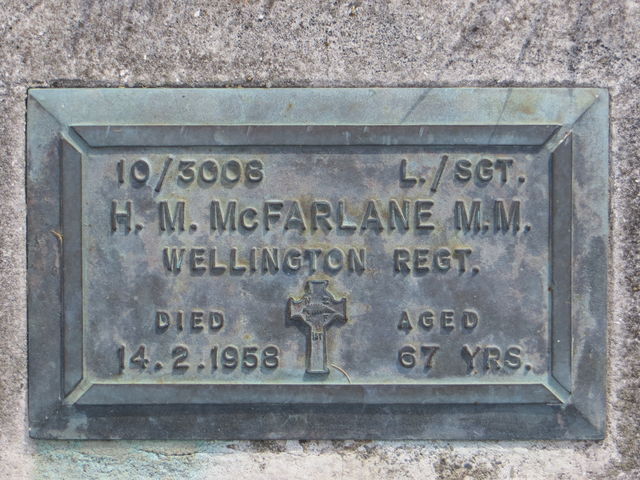 10/3008 L./SGT.
H. M. McFARLANE M.M.
WELLINGTON REGT.
DIED AGED
14.2.1958 67 YRS.